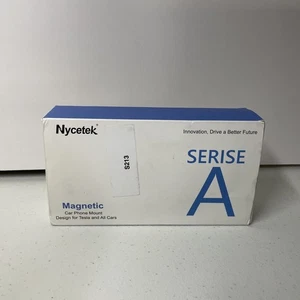 Nycetek
Innovation, Drive a Better Future
S213
SERISE
A
Magnetic
Car Phone Mount
Design for Tesla and All Cars